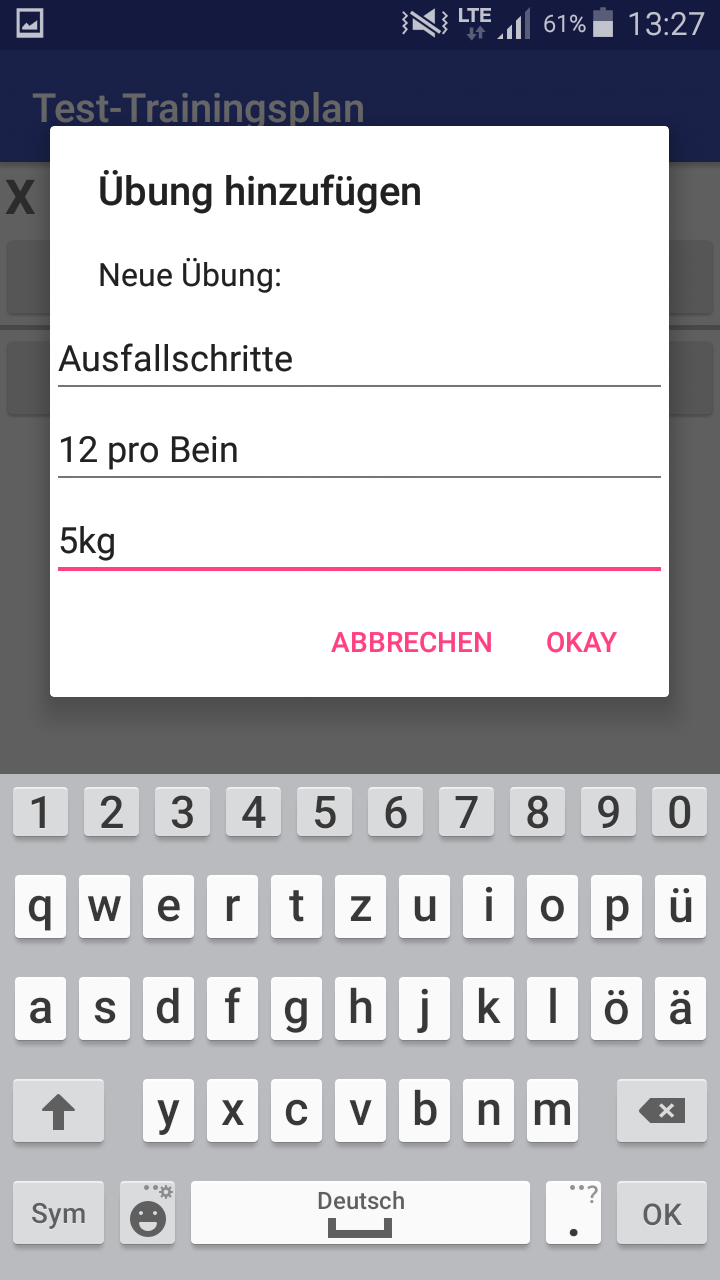 LTE 61% 13:27
Test-Trainingsplan
X
Übung hinzufügen
Neue Übung:
Ausfallschritte
12 pro Bein
5kg
ABBRECHEN OKAY
1 2 3 4 5 6 7 8 9 0
q w e r t z u i o p ü
a s d f g h j k l ö ä
y x c v b n m
Sym Deutsch . ? OK